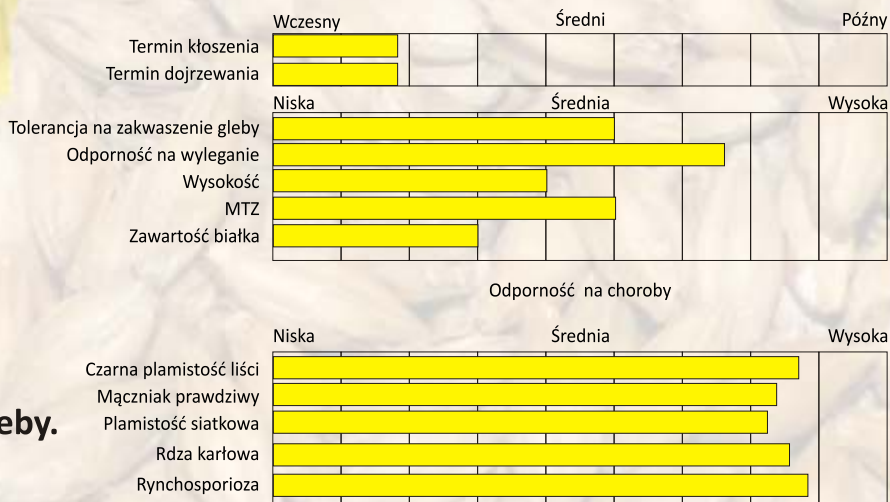 Wczesny Średni Późny
Termin kłoszenia
Termin dojrzewania
Niska Średnia Wysoka
Tolerancja na zakwaszenie gleby
Odporność na wyleganie
Wysokość
MTZ
Zawartość białka
Odporność na choroby
Niska Średnia Wysoka
Czarna plamistość liści
Mączniak prawdziwy
eby.
Plamistość siatkowa
Rdza karłowa
Rynchosporioza